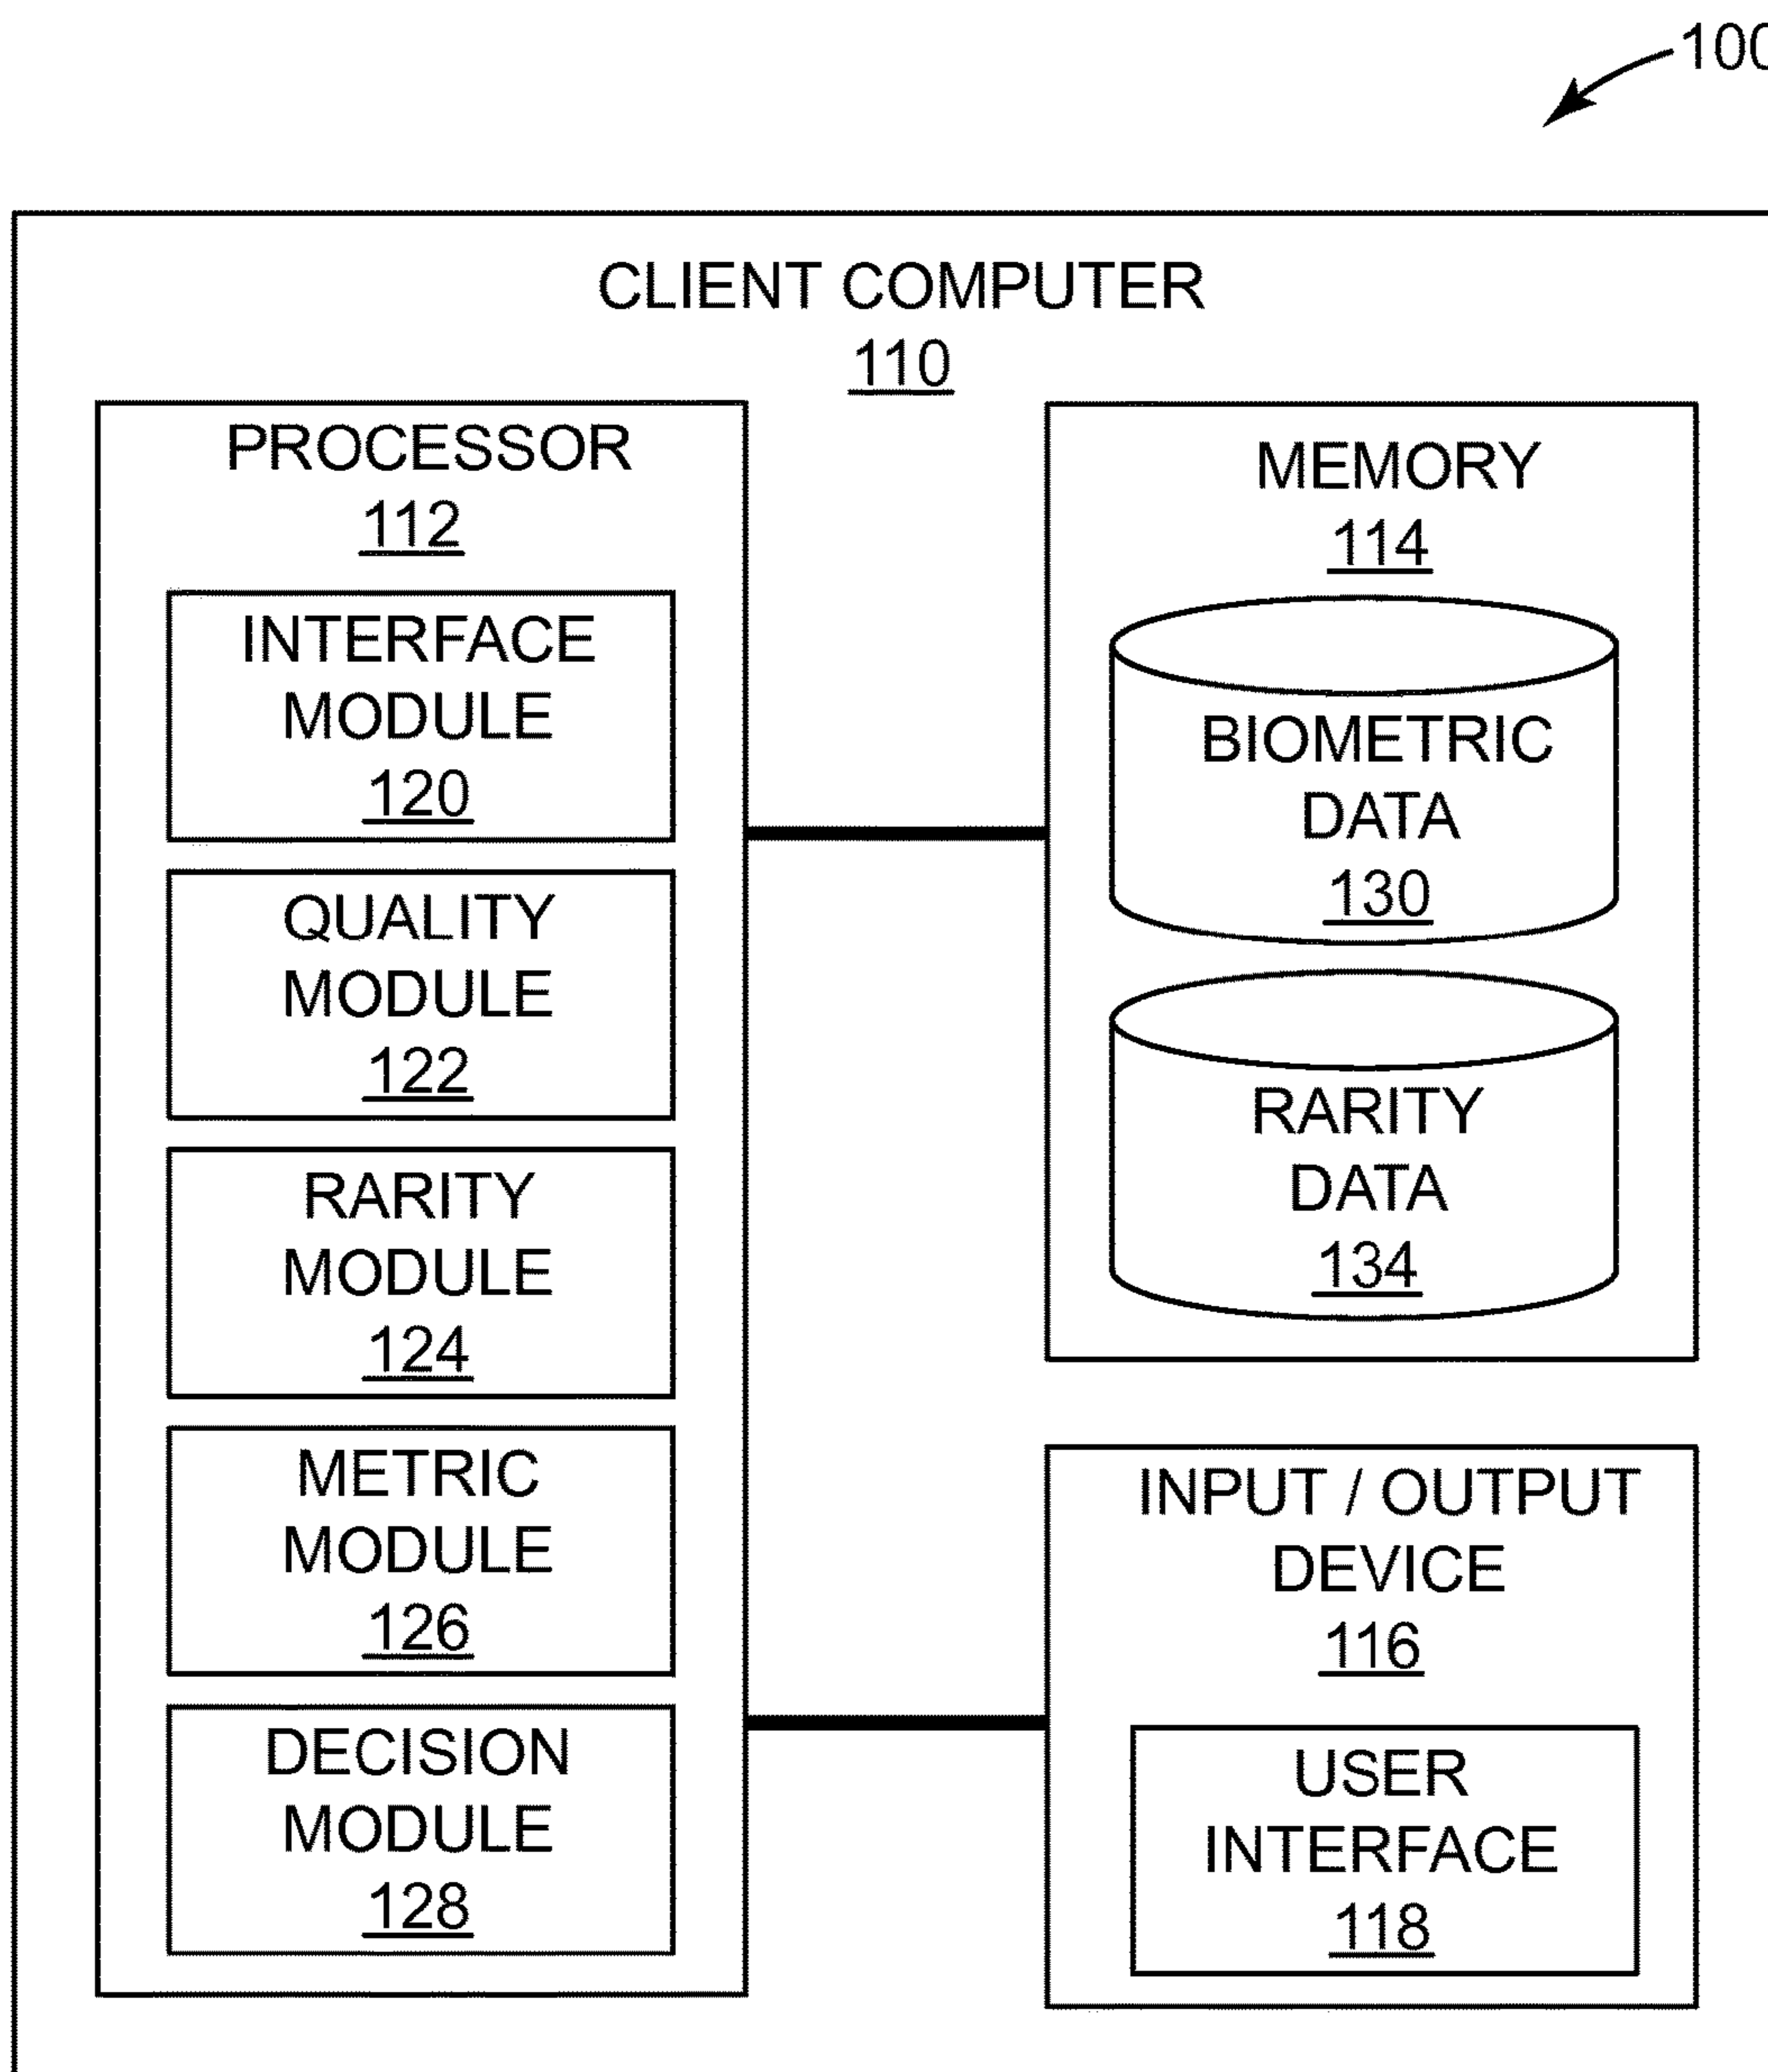 100
CLIENT COMPUTER
110
PROCESSOR
112
INTERFACE
MODULE
120
QUALITY
MODULE
122
RARITY
MODULE
124
METRIC
MODULE
126
DECISION
MODULE
128
MEMORY
114
BIOMETRIC
DATA
130
RARITY
DATA
134
INPUT / OUTPUT
DEVICE
116
USER
INTERFACE
118